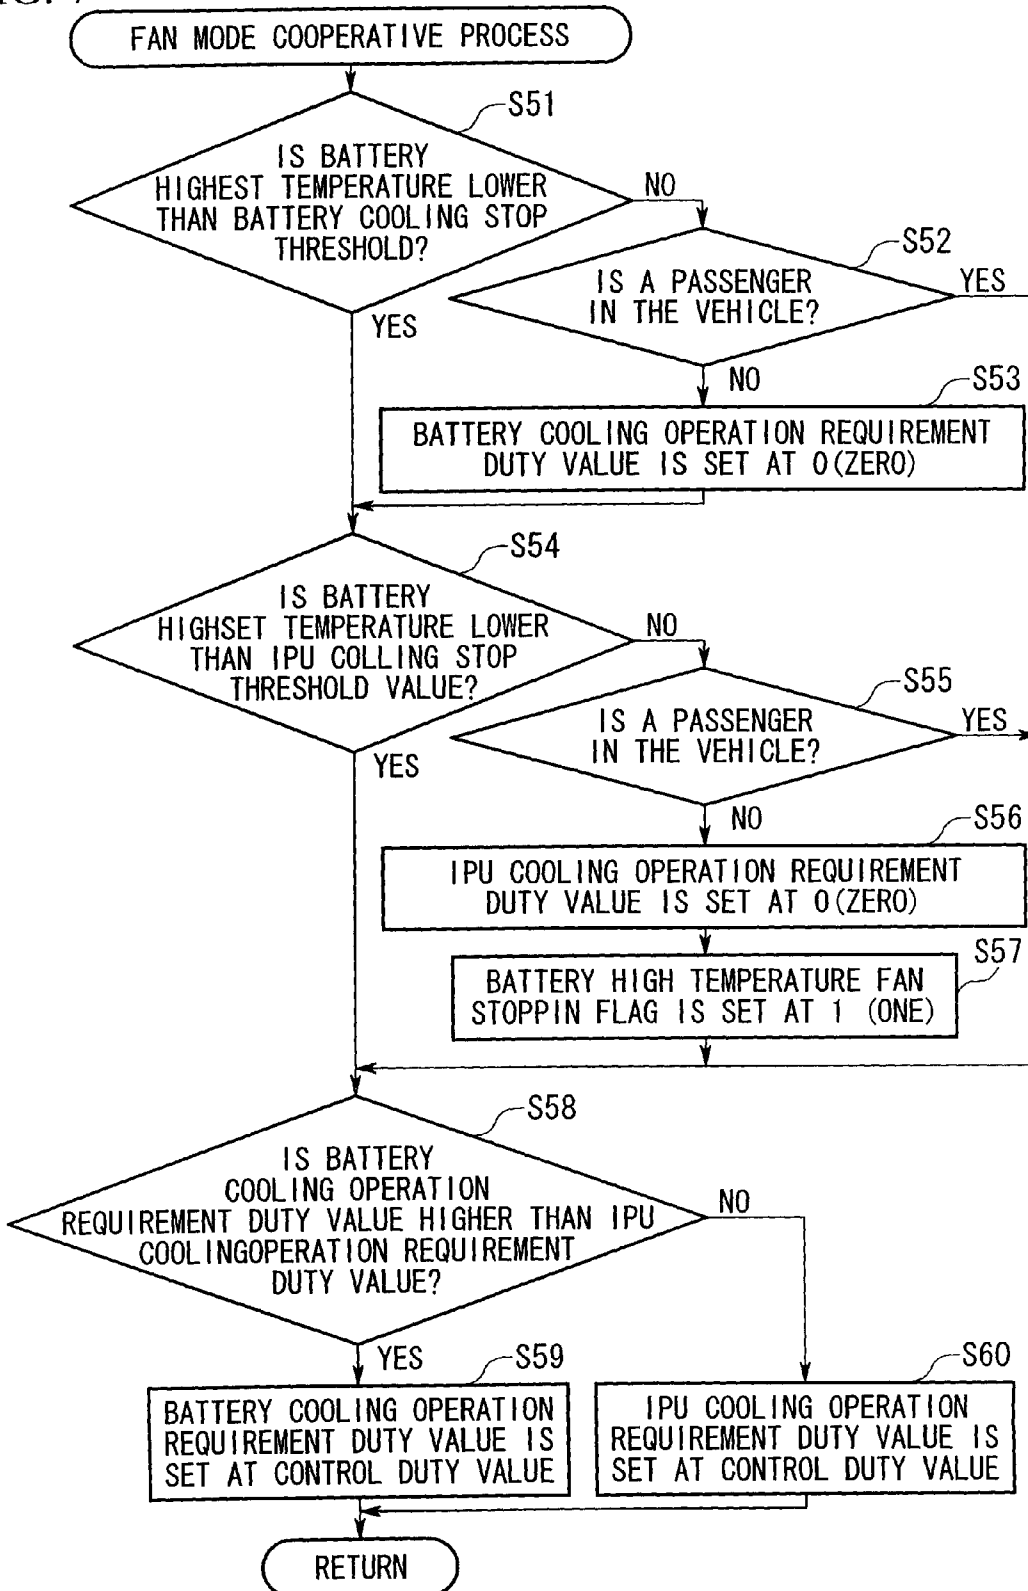 FAN MODE COOPERATIVE PROCESS
S51
IS BATTERY
HIGHEST TEMPERATURE LOWER
THAN BATTERY COOLING STOP
THRESHOLD?
NO
YES
S52
IS A PASSENGER
IN THE VEHICLE?
YES
NO
S53
BATTERY COOLING OPERATION REQUIREMENT
DUTY VALUE IS SET AT 0(ZERO)
S54
IS BATTERY
HIGHSET TEMPERATURE LOWER
THAN IPU COLLING STOP
THRESHOLD VALUE?
NO
YES
S55
IS A PASSENGER
IN THE VEHICLE?
YES
NO
S56
IPU COOLING OPERATION REQUIREMENT
DUTY VALUE IS SET AT 0(ZERO)
S57
BATTERY HIGH TEMPERATURE FAN
STOPPIN FLAG IS SET AT 1 (ONE)
S58
IS BATTERY
COOLING OPERATION
REQUIREMENT DUTY VALUE HIGHER THAN IPU
COOLINGOPERATION REQUIREMENT
DUTY VALUE?
NO
YES
S59
BATTERY COOLING OPERATION
REQUIREMENT DUTY VALUE IS
SET AT CONTROL DUTY VALUE
S60
IPU COOLING OPERATION
REQUIREMENT DUTY VALUE IS
SET AT CONTROL DUTY VALUE
RETURN